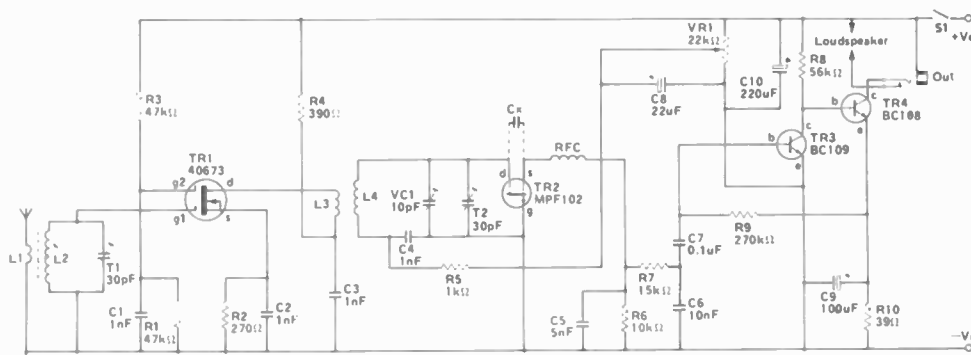 S1
+Ve
VR1
22kΩ
Loudspeaker
R8
56kΩ
C10
220uF
Out
c
TR4
BC108
b
e
R3
47kΩ
R4
390Ω
C8
22uF
Cx
RFC
c
b
TR3
BC109
e
TR1
40673
g2
d
g1
s
L3
L4
VC1
10pF
T2
30pF
d
s
TR2
MPF102
g
C4
1nF
C7
0.1uF
R9
270kΩ
L1
L2
T1
30pF
R5
1kΩ
R7
15kΩ
C1
1nF
R1
47kΩ
R2
270Ω
C2
1nF
C3
1nF
C5
5nF
R6
10kΩ
C6
10nF
C9
100uF
R10
39Ω